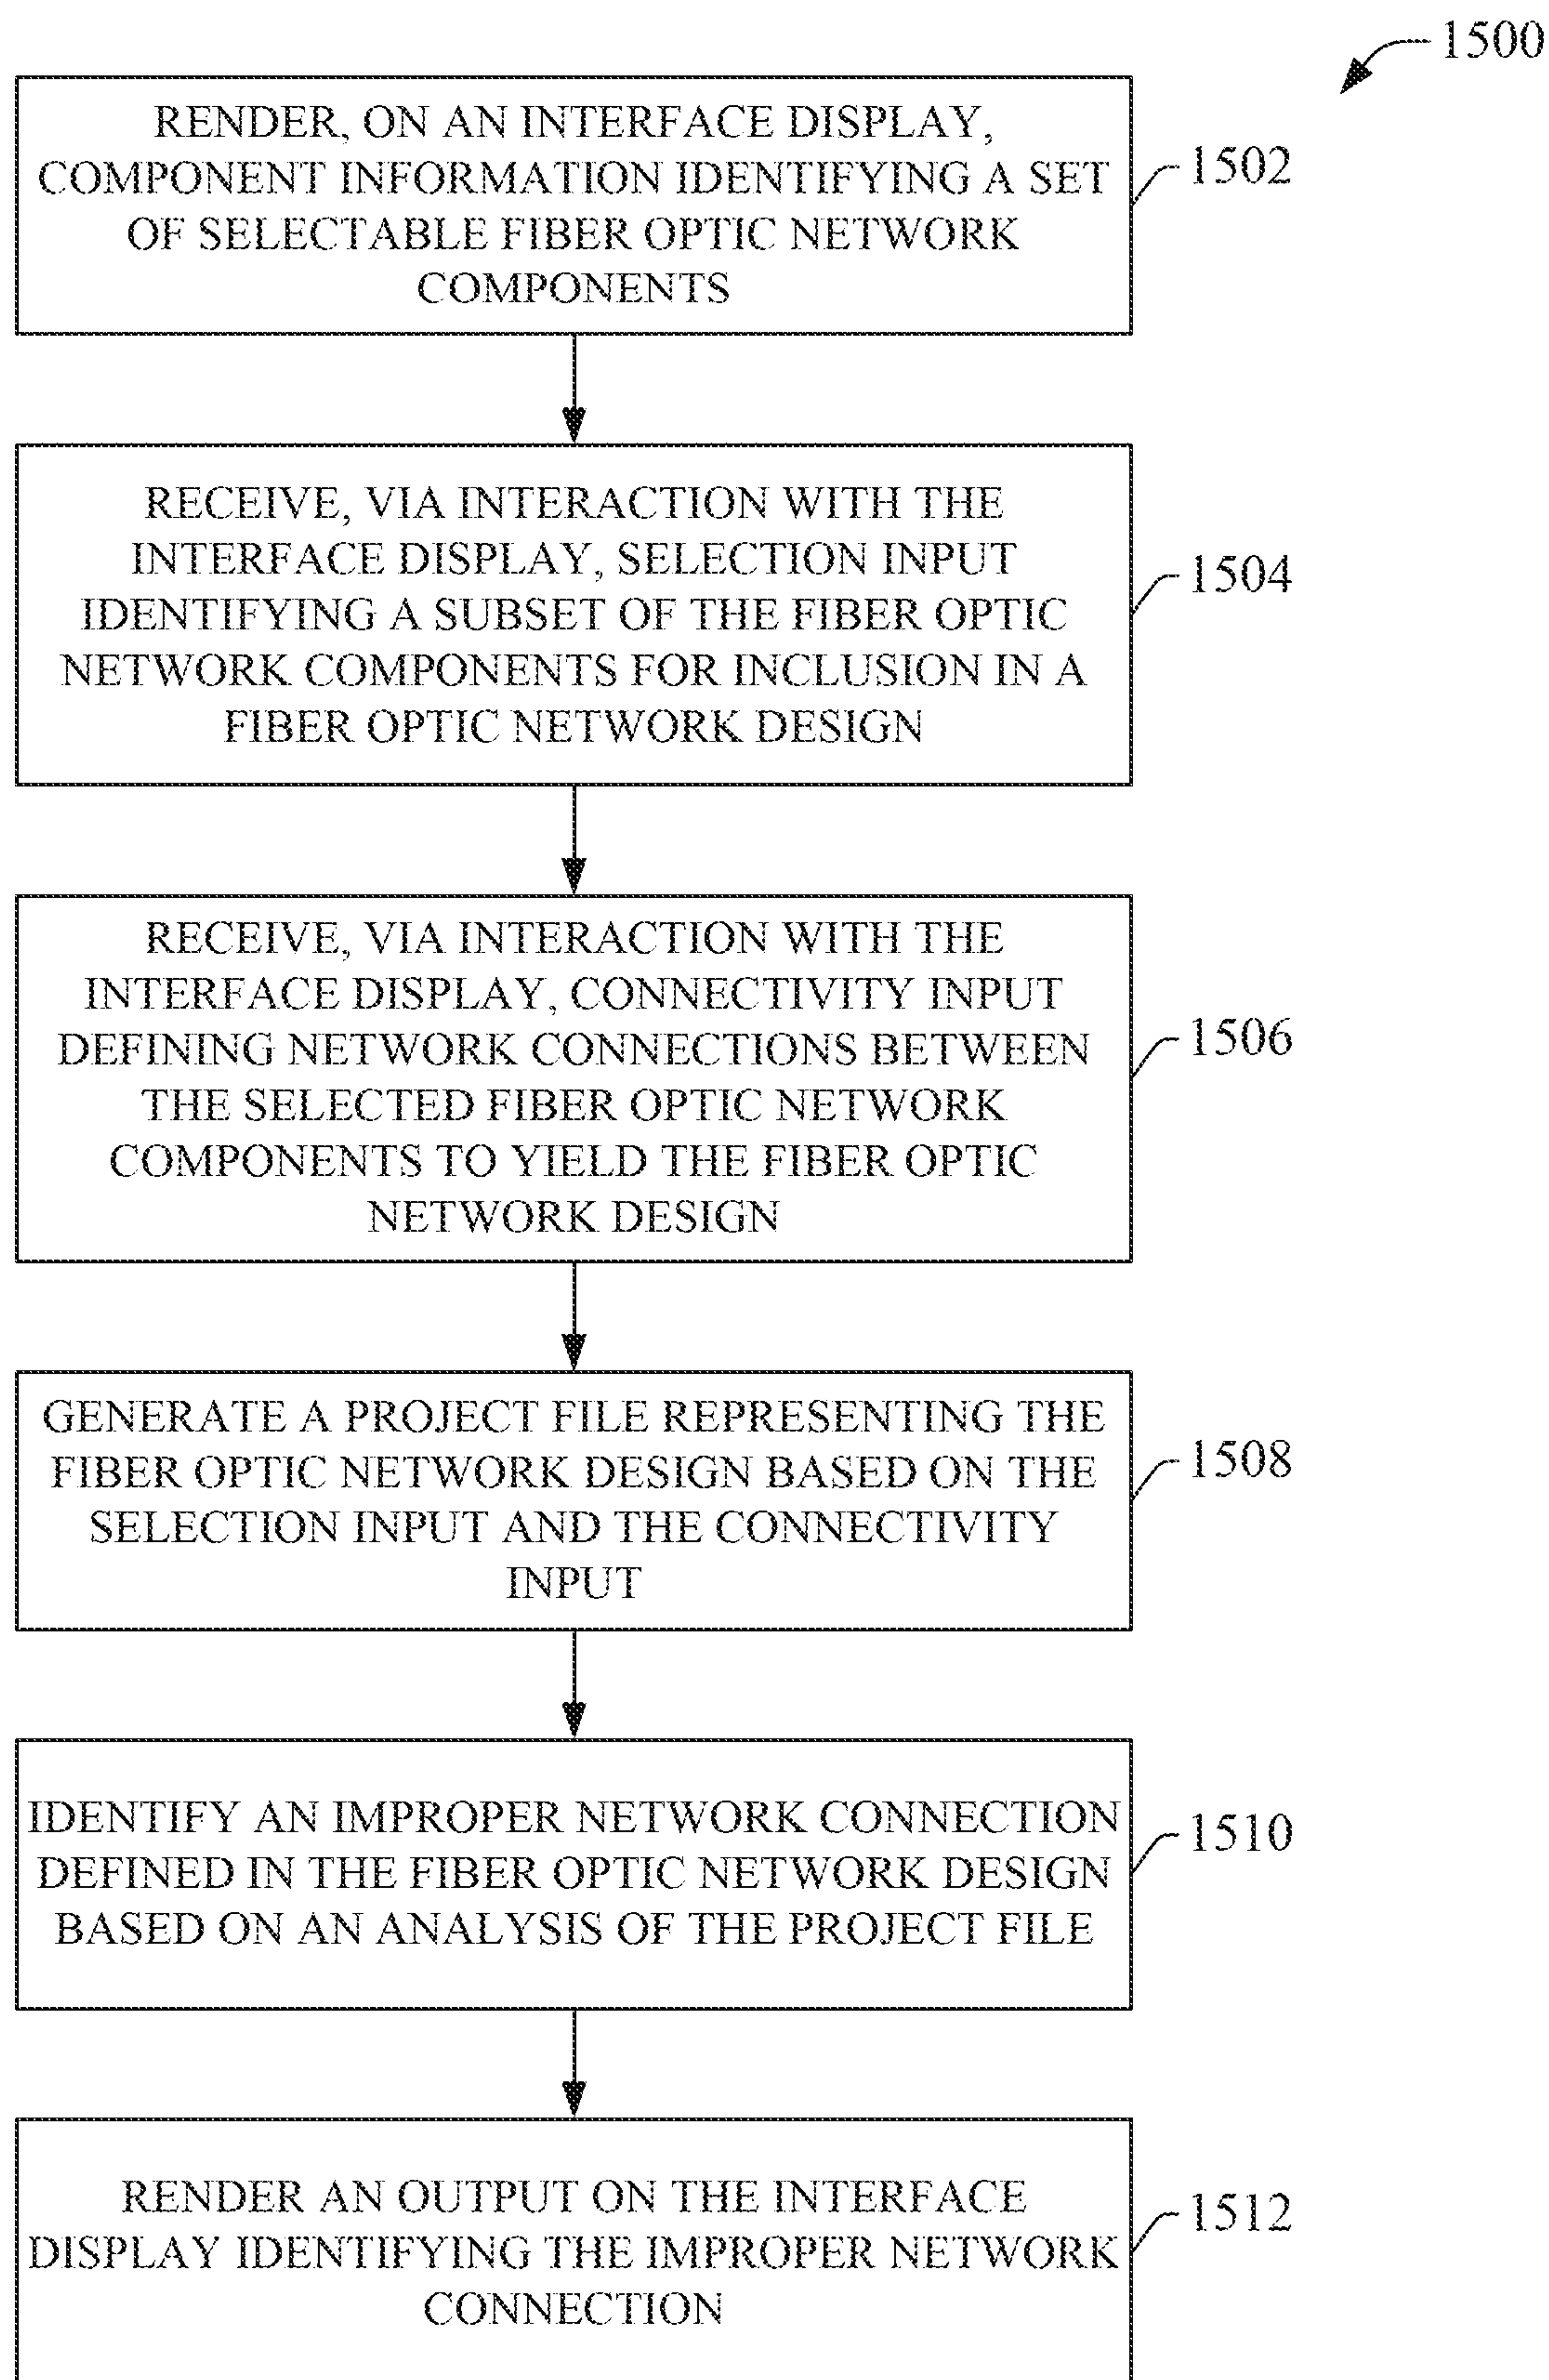 1500
RENDER, ON AN INTERFACE DISPLAY,
COMPONENT INFORMATION IDENTIFYING A SET
OF SELECTABLE FIBER OPTIC NETWORK
COMPONENTS
1502
RECEIVE, VIA INTERACTION WITH THE
INTERFACE DISPLAY, SELECTION INPUT
IDENTIFYING A SUBSET OF THE FIBER OPTIC
NETWORK COMPONENTS FOR INCLUSION IN A
FIBER OPTIC NETWORK DESIGN
1504
RECEIVE, VIA INTERACTION WITH THE
INTERFACE DISPLAY, CONNECTIVITY INPUT
DEFINING NETWORK CONNECTIONS BETWEEN
THE SELECTED FIBER OPTIC NETWORK
COMPONENTS TO YIELD THE FIBER OPTIC
NETWORK DESIGN
1506
GENERATE A PROJECT FILE REPRESENTING THE
FIBER OPTIC NETWORK DESIGN BASED ON THE
SELECTION INPUT AND THE CONNECTIVITY
INPUT
1508
IDENTIFY AN IMPROPER NETWORK CONNECTION
DEFINED IN THE FIBER OPTIC NETWORK DESIGN
BASED ON AN ANALYSIS OF THE PROJECT FILE
1510
RENDER AN OUTPUT ON THE INTERFACE
DISPLAY IDENTIFYING THE IMPROPER NETWORK
CONNECTION
1512